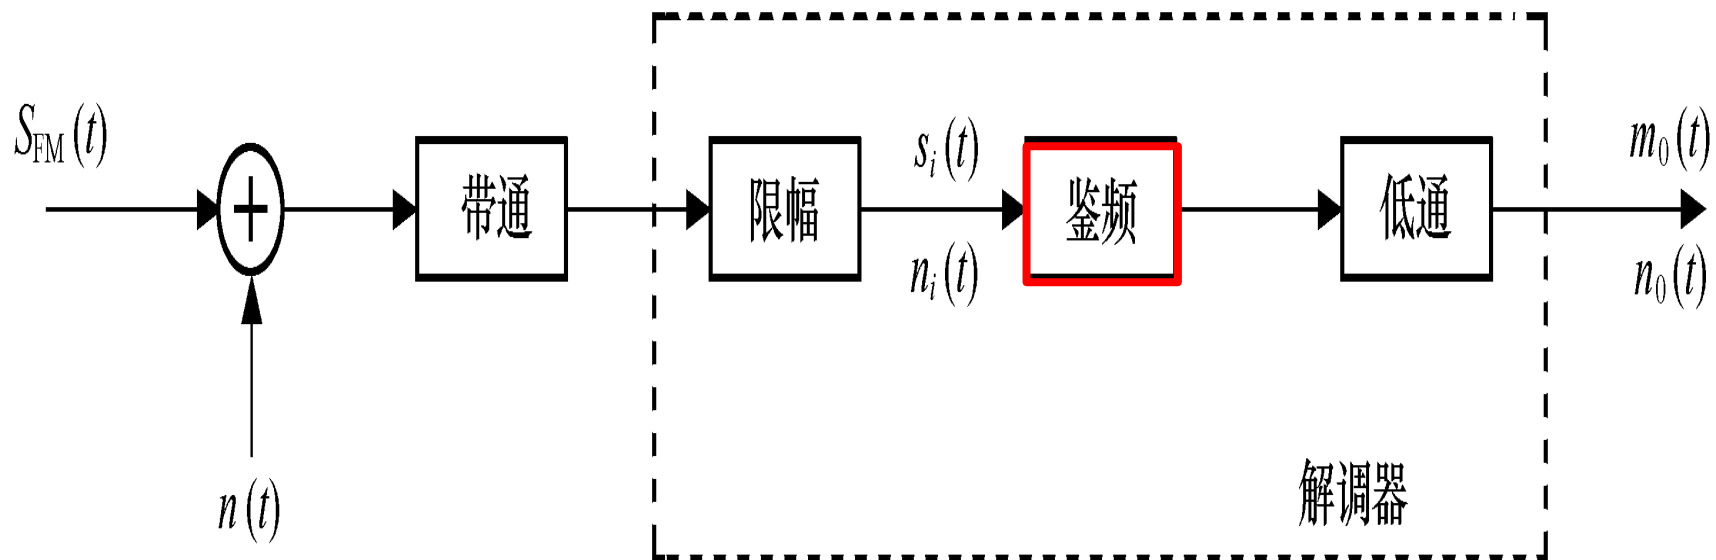 S_FM(t)
+
n(t)
带通
限幅
s_i(t)
n_i(t)
鉴频
低通
m_0(t)
n_0(t)
解调器